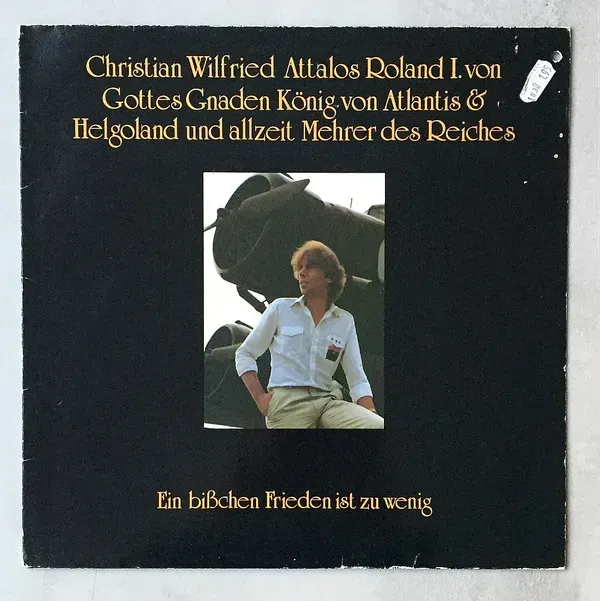 Christian Wilfried Attalos Roland I. von
Gottes Gnaden König von Atlantis &
Helgoland und allzeit Mehrer des Reiches
Ein bißchen Frieden ist zu wenig